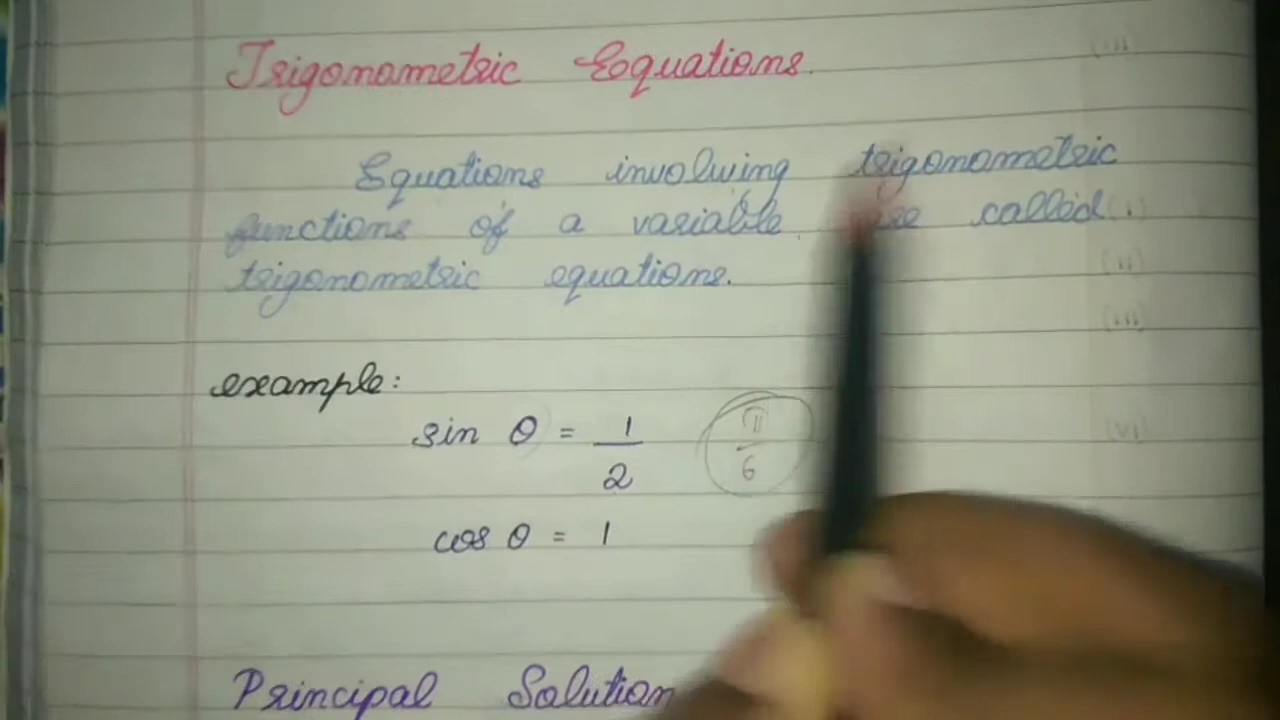 Trigonometric Equations.
Equations involving trigonometric
functions of a variable are called
trigonometric equations.
example:
sin θ = 1/2 π/6
cos θ = 1
Principal Solution